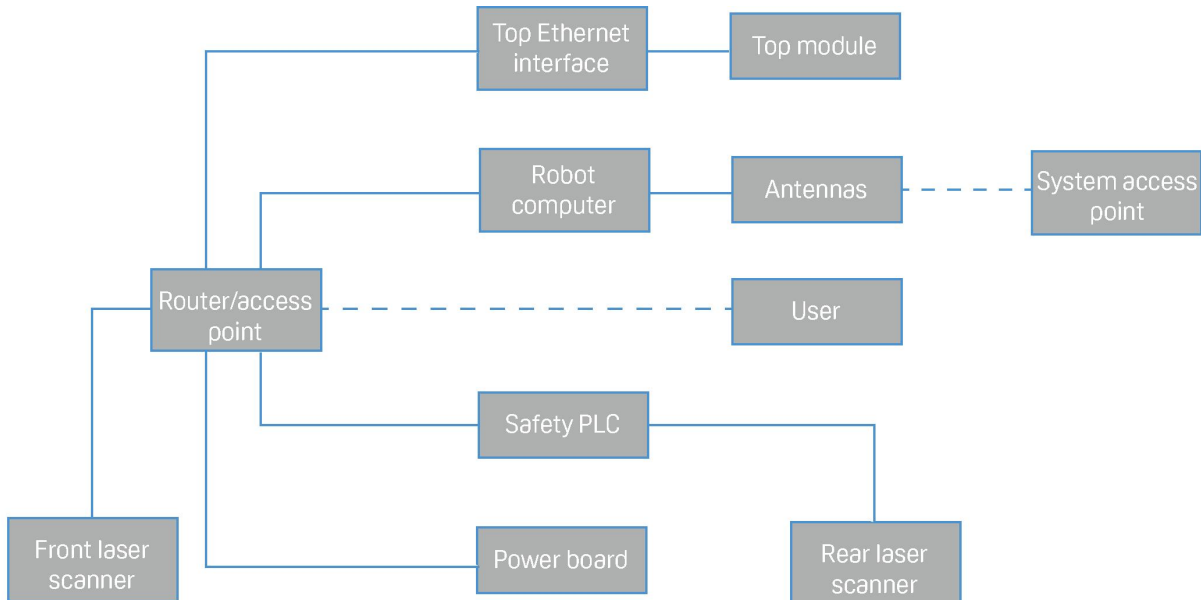 Top Ethernet
interface
Top module
Robot
computer
Antennas
System access
point
Router/access
point
User
Safety PLC
Front laser
scanner
Power board
Rear laser
scanner